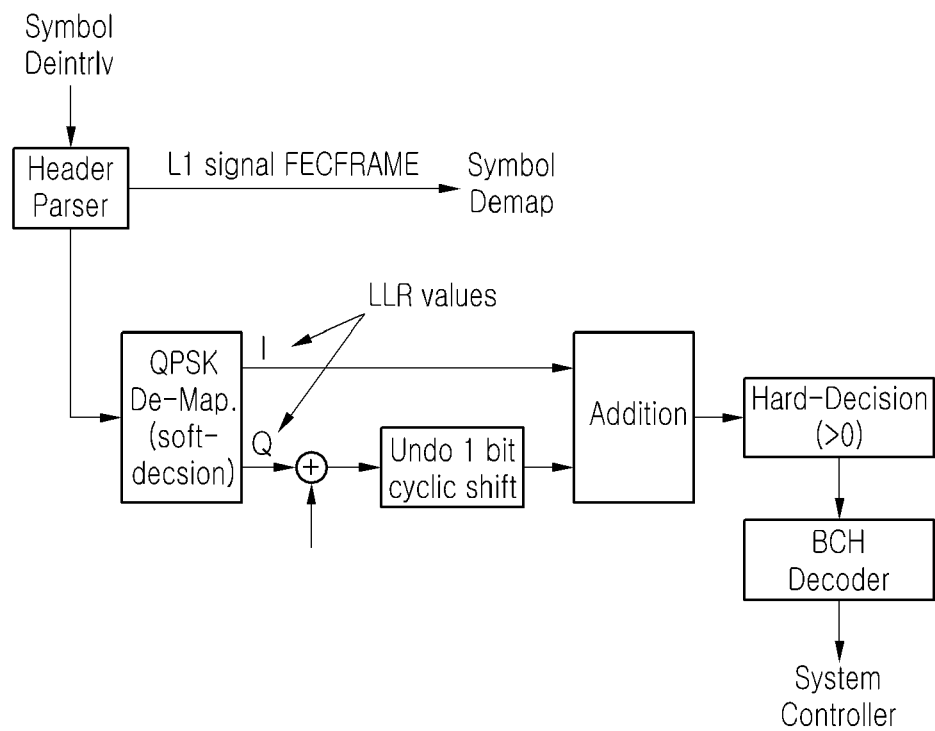 Symbol
Deintrlv
Header
Parser
L1 signal FECFRAME
Symbol
Demap
LLR values
I
Q
QPSK
De-Map.
(soft-
decsion)
+
Undo 1 bit
cyclic shift
Addition
Hard-Decision
(>0)
BCH
Decoder
System
Controller